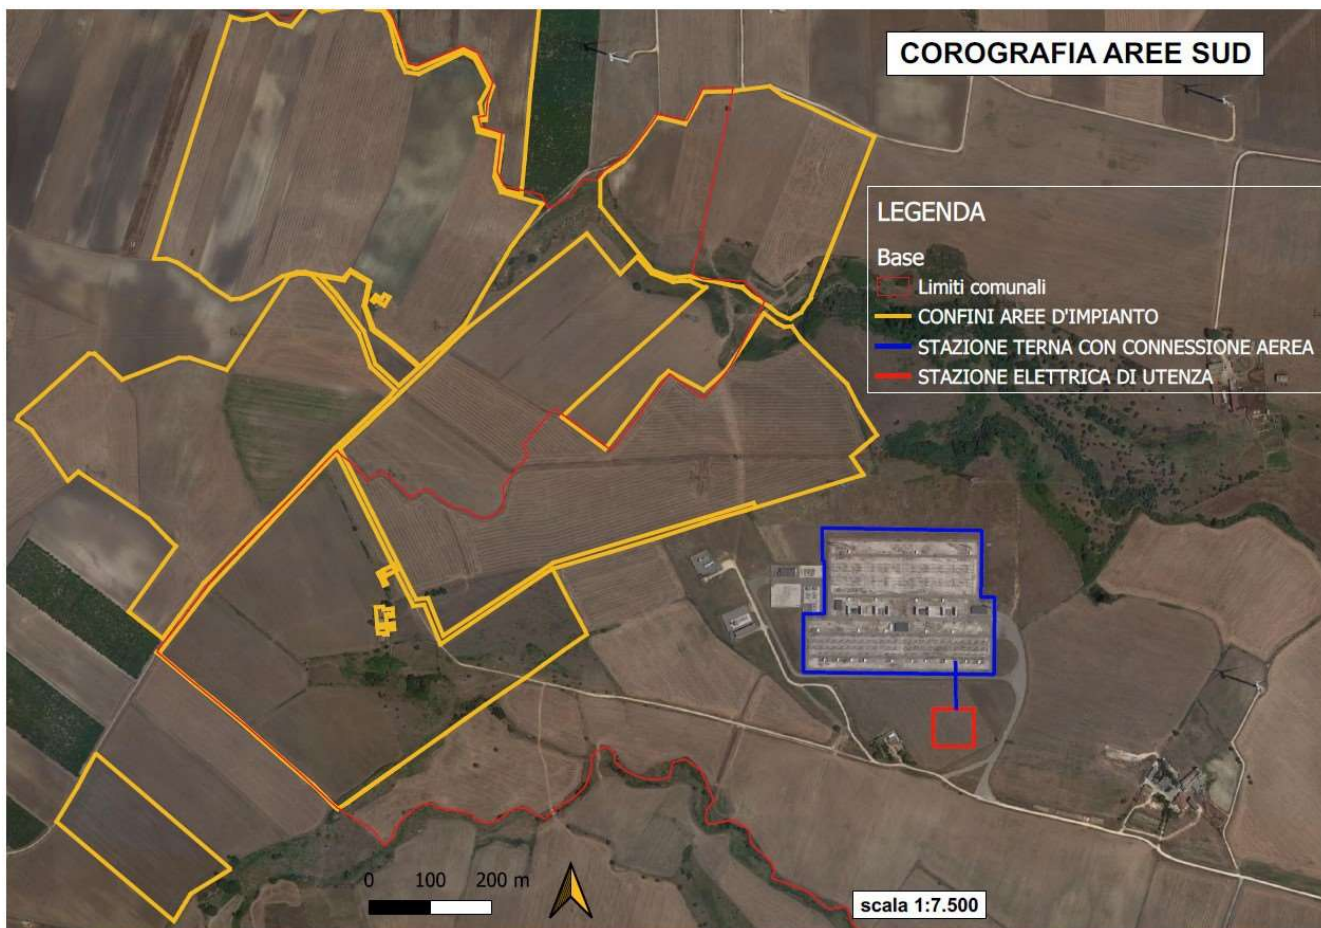 COROGRAFIA AREE SUD
LEGENDA
Base
Limiti comunali
CONFINI AREE D'IMPIANTO
STAZIONE TERNA CON CONNESSIONE AEREA
STAZIONE ELETTRICA DI UTENZA
0 100 200 m
scala 1:7.500